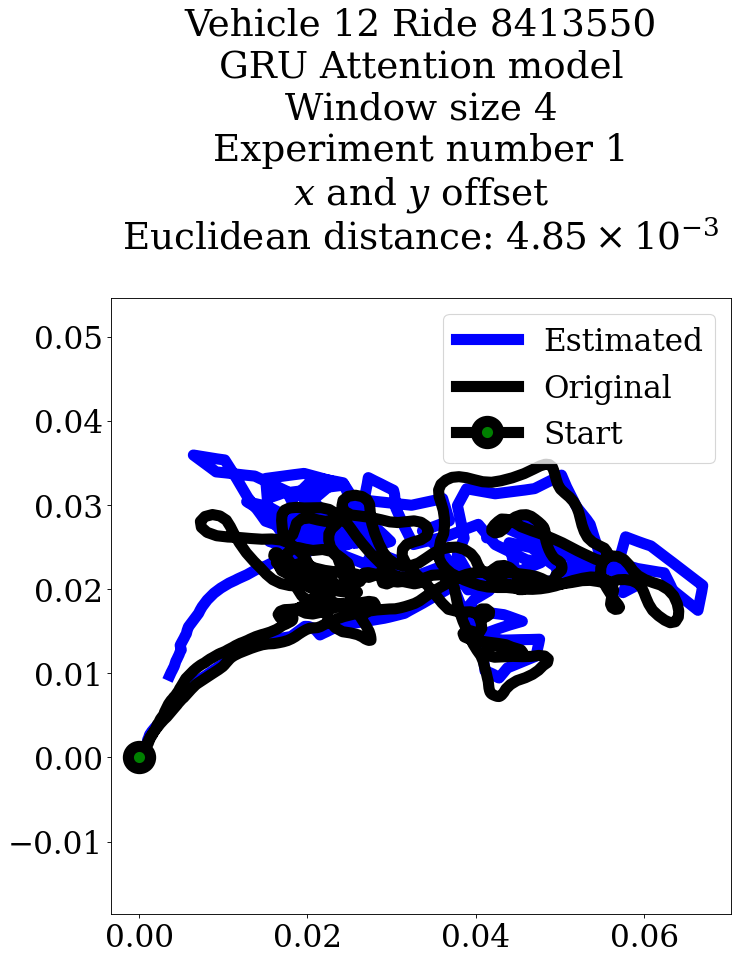 Vehicle 12 Ride 8413550
GRU Attention model
Window size 4
Experiment number 1
x and y offset
Euclidean distance: 4.85 × 10⁻³
Estimated
Original
Start
0.05
0.04
0.03
0.02
0.01
0.00
−0.01
0.00 0.02 0.04 0.06